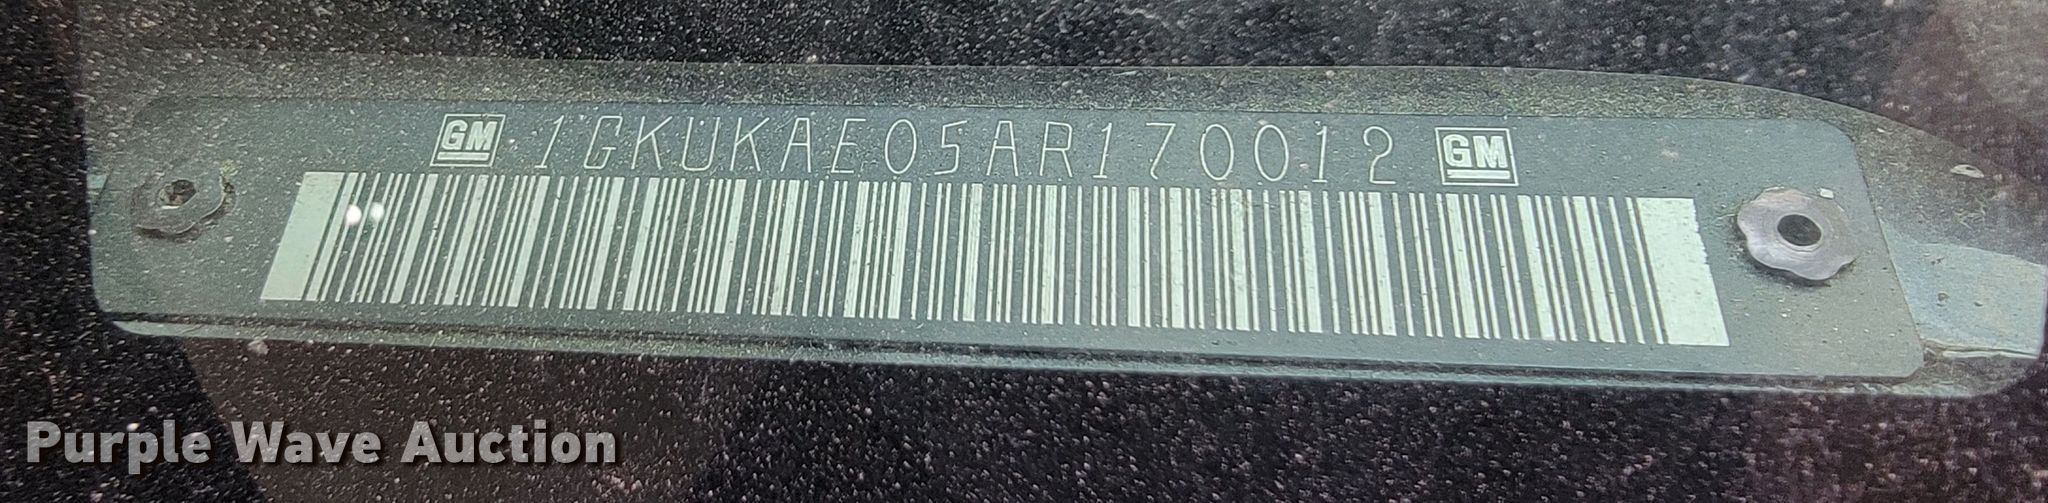 GM 1GKUKAE05AR170012 GM
Purple Wave Auction